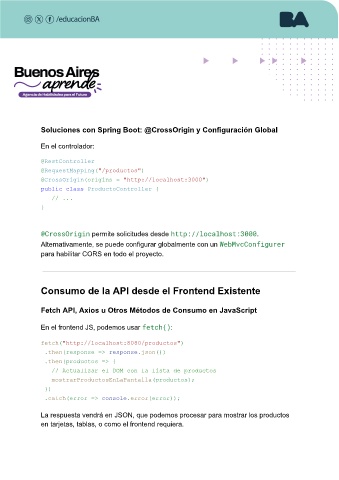 /educacionBA
BA
Buenos Aires
aprende
Agencia de Habilidades para el Futuro
Soluciones con Spring Boot: @CrossOrigin y Configuración Global
En el controlador:
@RestController
@RequestMapping("/productos")
@CrossOrigin(origins = "http://localhost:3000")
public class ProductoController {
// ...
}
@CrossOrigin permite solicitudes desde http://localhost:3000.
Alternativamente, se puede configurar globalmente con un WebMvcConfigurer
para habilitar CORS en todo el proyecto.
Consumo de la API desde el Frontend Existente
Fetch API, Axios u Otros Métodos de Consumo en JavaScript
En el frontend JS, podemos usar fetch():
fetch("http://localhost:8080/productos")
.then(response => response.json())
.then(productos => {
// Actualizar el DOM con la lista de productos
mostrarProductosEnLaPantalla(productos);
})
.catch(error => console.error(error));
La respuesta vendrá en JSON, que podemos procesar para mostrar los productos
en tarjetas, tablas, o como el frontend requiera.